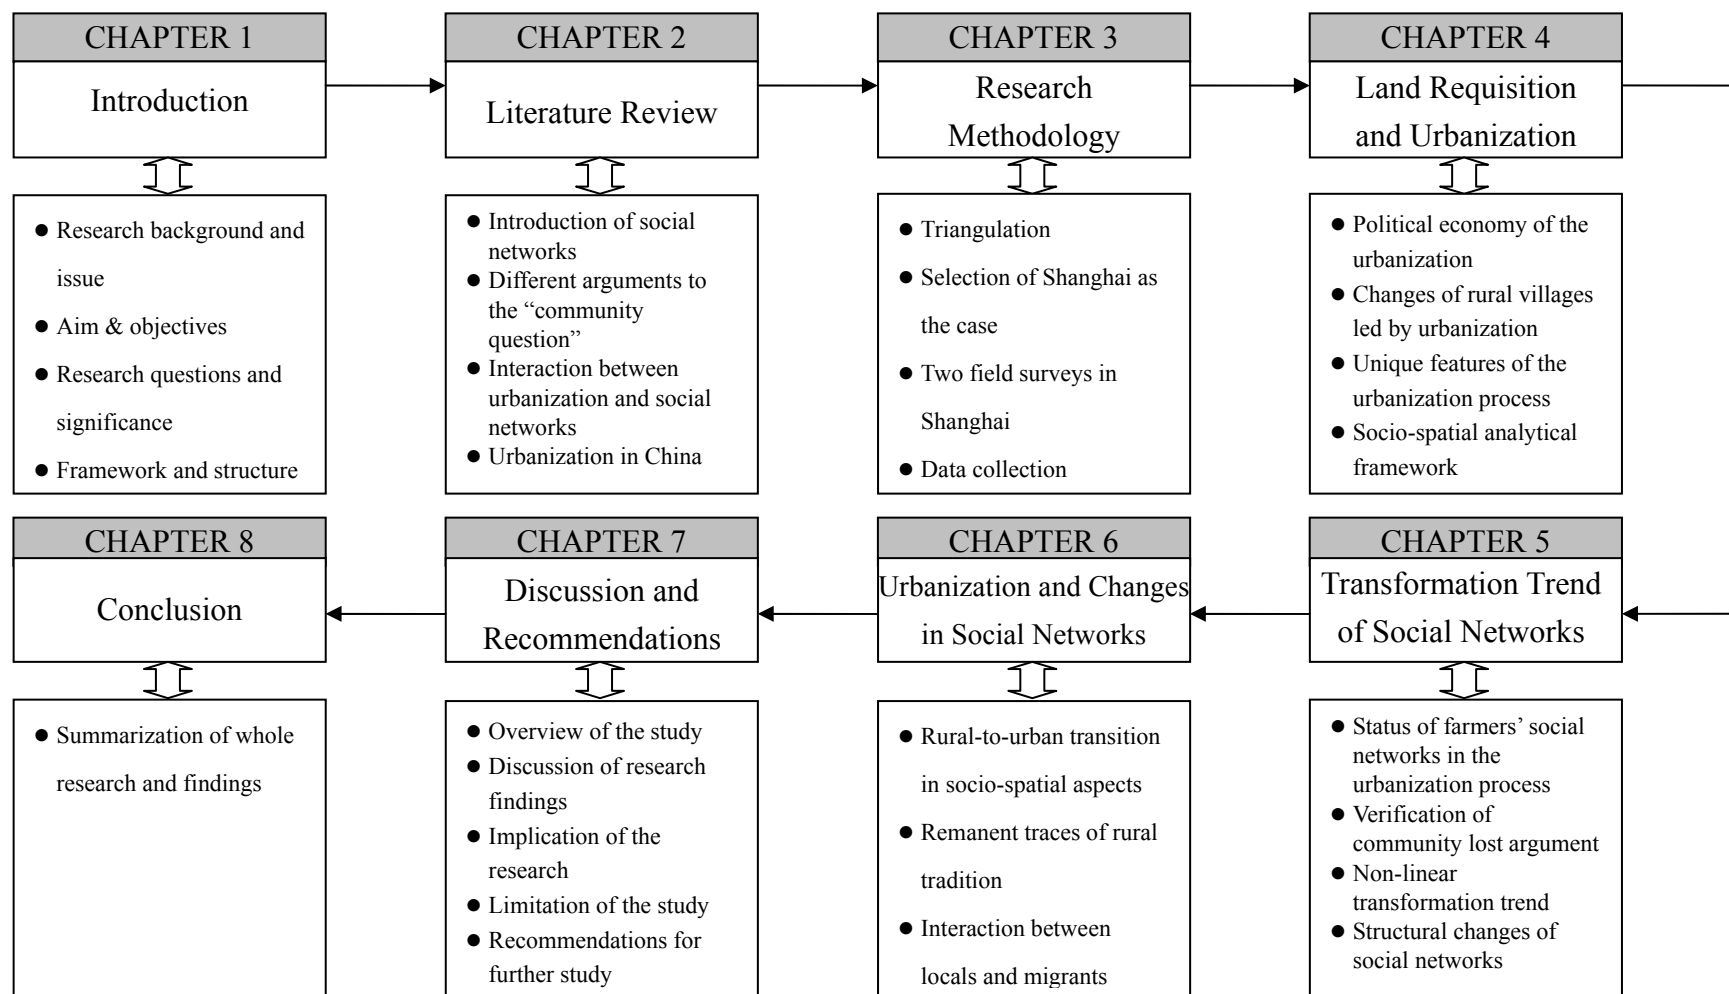 CHAPTER 1
Introduction
● Research background and
issue
● Aim & objectives
● Research questions and
significance
● Framework and structure
CHAPTER 2
Literature Review
● Introduction of social
networks
● Different arguments to
the “community
question”
● Interaction between
urbanization and social
networks
● Urbanization in China
CHAPTER 3
Research
Methodology
● Triangulation
● Selection of Shanghai as
the case
● Two field surveys in
Shanghai
● Data collection
CHAPTER 4
Land Requisition
and Urbanization
● Political economy of the
urbanization
● Changes of rural villages
led by urbanization
● Unique features of the
urbanization process
● Socio-spatial analytical
framework
CHAPTER 5
Transformation Trend
of Social Networks
● Status of farmers’ social
networks in the
urbanization process
● Verification of
community lost argument
● Non-linear
transformation trend
● Structural changes of
social networks
CHAPTER 6
Urbanization and Changes
in Social Networks
● Rural-to-urban transition
in socio-spatial aspects
● Remanent traces of rural
tradition
● Interaction between
locals and migrants
CHAPTER 7
Discussion and
Recommendations
● Overview of the study
● Discussion of research
findings
● Implication of the
research
● Limitation of the study
● Recommendations for
further study
CHAPTER 8
Conclusion
● Summarization of whole
research and findings